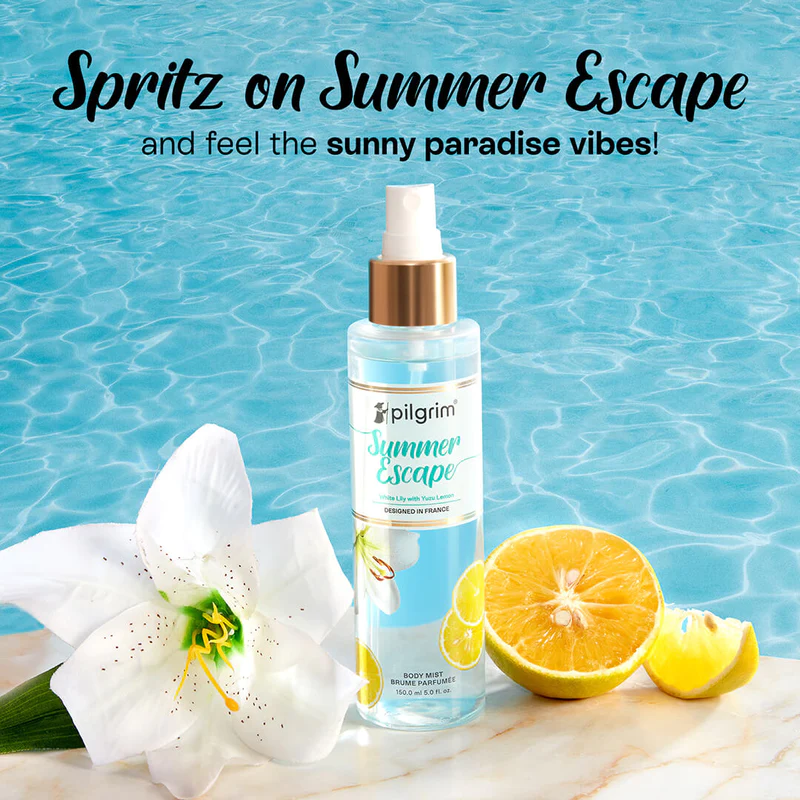 Spritz on Summer Escape
and feel the sunny paradise vibes!
pilgrim®
Summer
Escape
White Lily with Yuzu Lemon
DESIGNED IN FRANCE
BODY MIST
BRUME PARFUMÉE
150.0 ml 5.0 fl. oz.